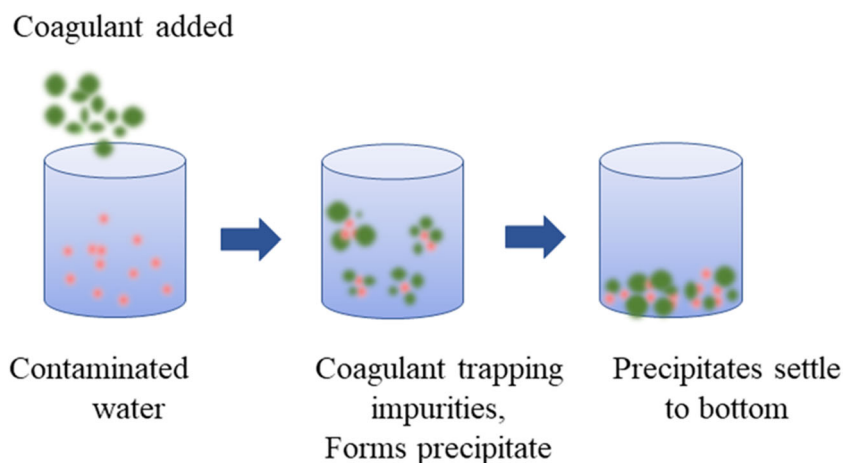 Coagulant added
Contaminated
water
Coagulant trapping
impurities,
Forms precipitate
Precipitates settle
to bottom